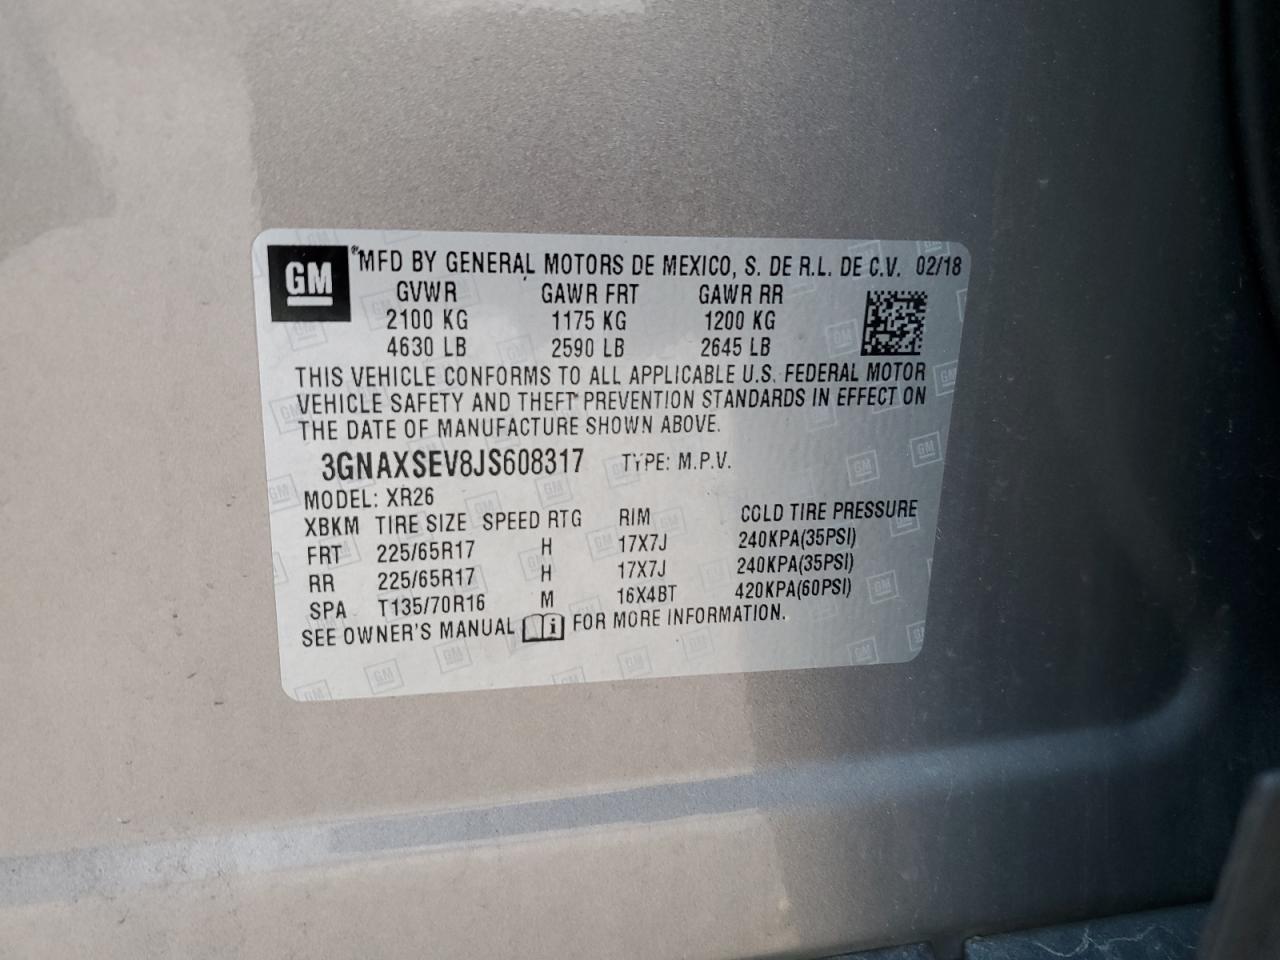 GM ® MFD BY GENERAL MOTORS DE MEXICO, S. DE R.L. DE C.V. 02/18
GVWR GAWR FRT GAWR RR
2100 KG 1175 KG 1200 KG
4630 LB 2590 LB 2645 LB
THIS VEHICLE CONFORMS TO ALL APPLICABLE U.S. FEDERAL MOTOR
VEHICLE SAFETY AND THEFT PREVENTION STANDARDS IN EFFECT ON
THE DATE OF MANUFACTURE SHOWN ABOVE.
3GNAXSEV8JS608317 TYPE: M.P.V.
MODEL: XR26
XBKM TIRE SIZE SPEED RTG RIM COLD TIRE PRESSURE
FRT 225/65R17 H 17X7J 240KPA(35PSI)
RR 225/65R17 H 17X7J 240KPA(35PSI)
SPA T135/70R16 M 16X4BT 420KPA(60PSI)
SEE OWNER'S MANUAL i FOR MORE INFORMATION.